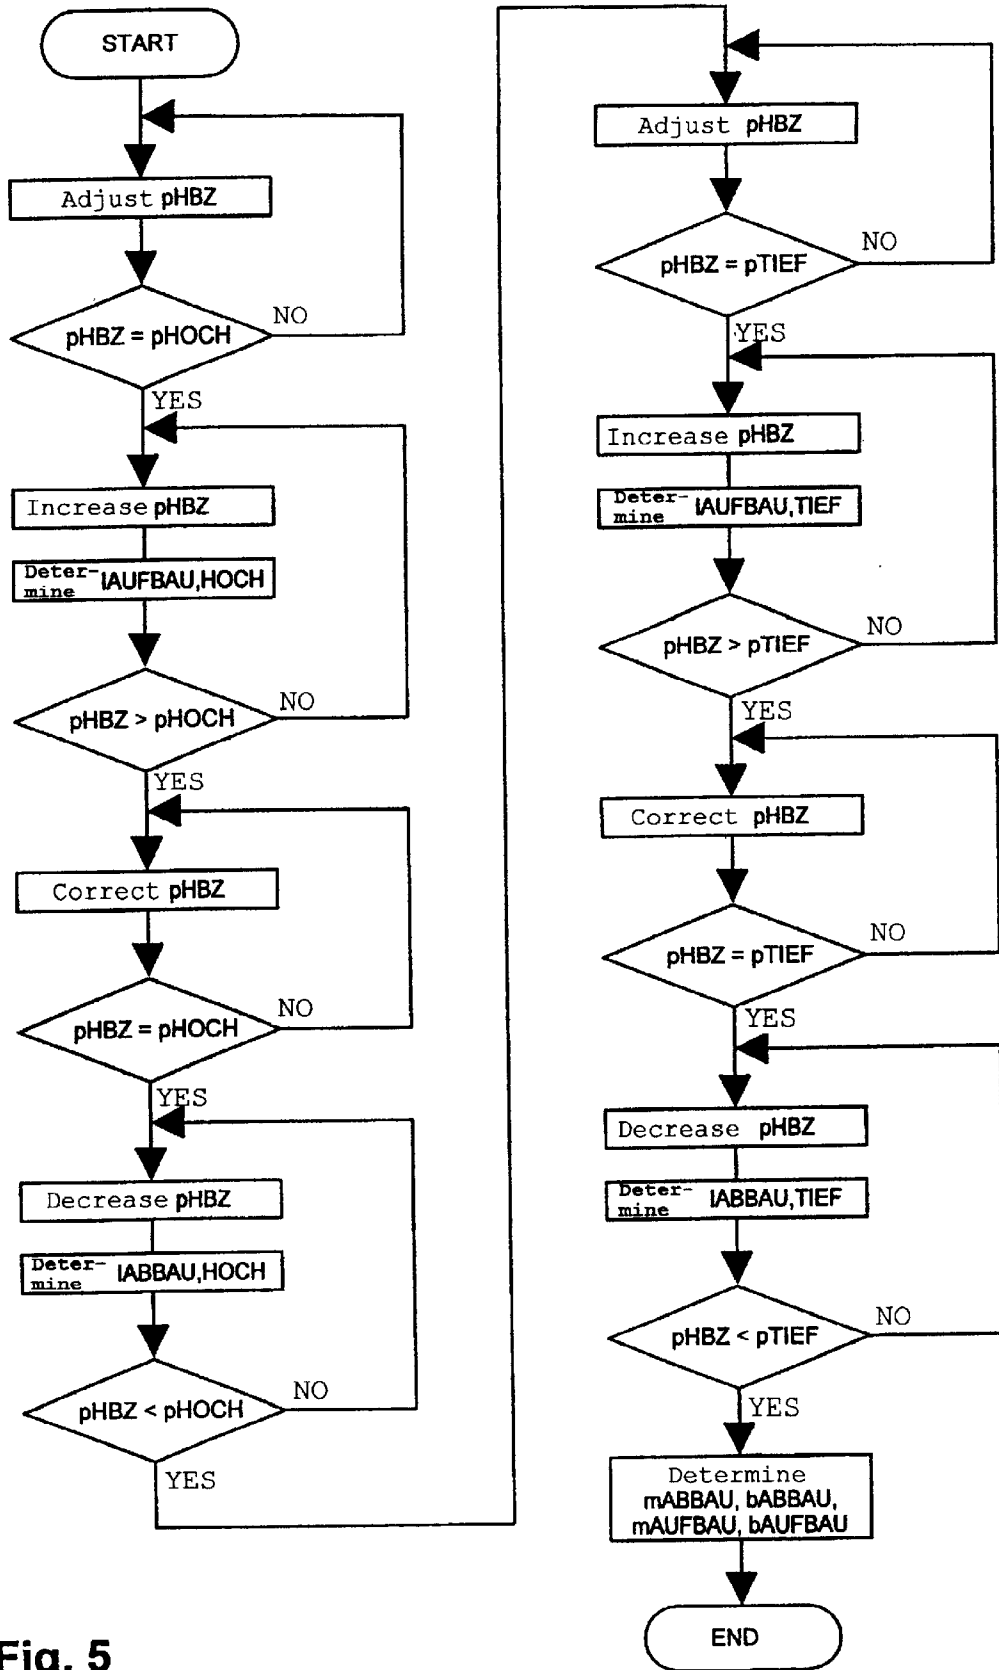 START
Adjust pHBZ
pHBZ = pHOCH
NO
YES
Increase pHBZ
Deter-
mine IAUFBAU,HOCH
pHBZ > pHOCH
NO
YES
Correct pHBZ
pHBZ = pHOCH
NO
YES
Decrease pHBZ
Deter-
mine IABBAU,HOCH
pHBZ < pHOCH
NO
YES
Adjust pHBZ
pHBZ = pTIEF
NO
YES
Increase pHBZ
Deter-
mine IAUFBAU,TIEF
pHBZ > pTIEF
NO
YES
Correct pHBZ
pHBZ = pTIEF
NO
YES
Decrease pHBZ
Deter-
mine IABBAU,TIEF
pHBZ < pTIEF
NO
YES
Determine
mABBAU, bABBAU,
mAUFBAU, bAUFBAU
END
Fig. 5